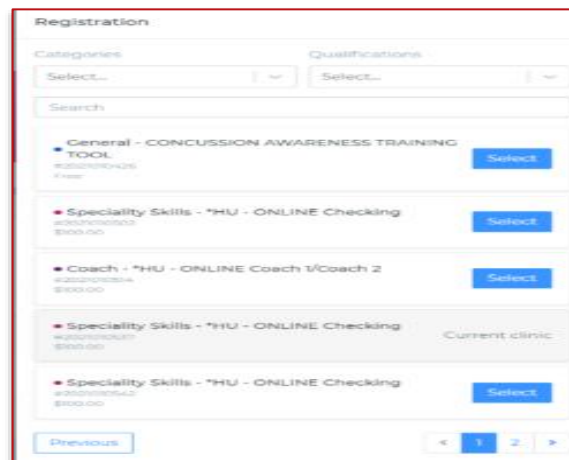 Registration
Categories Qualifications
Select... Select...
Search
General - CONCUSSION AWARENESS TRAINING
TOOL
Select
Free
Speciality Skills - *HU - ONLINE Checking
Select
$100.00
Coach - *HU - ONLINE Coach 1/Coach 2
Select
$100.00
Speciality Skills - *HU - ONLINE Checking
Current clinic
$100.00
Speciality Skills - *HU - ONLINE Checking
Select
$100.00
Previous « 1 2 »